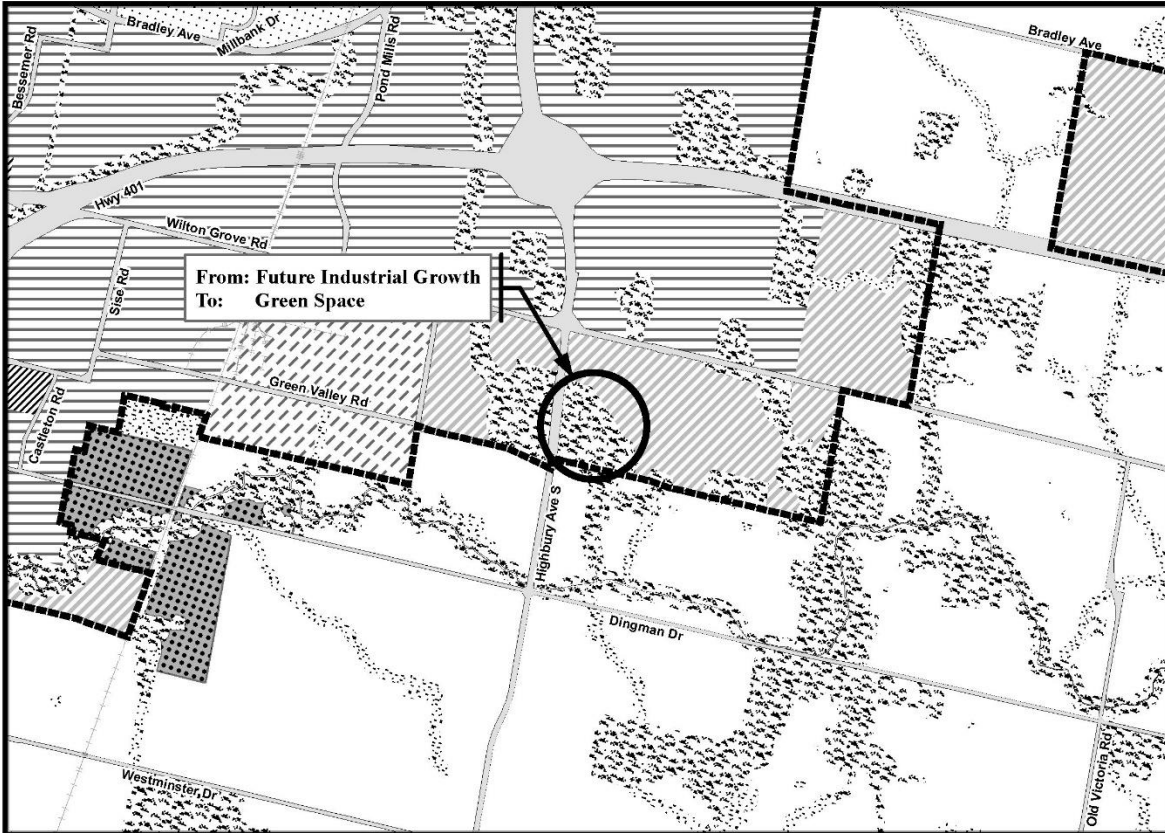 Bradley Ave
Millbank Dr
Pond Mills Rd
Bessemer Rd
Bradley Ave
Hwy 401
Wilton Grove Rd
From: Future Industrial Growth
To: Green Space
Sise Rd
Green Valley Rd
Castleton Rd
Highbury Ave S
Dingman Dr
Westminster Dr
Old Victoria Rd